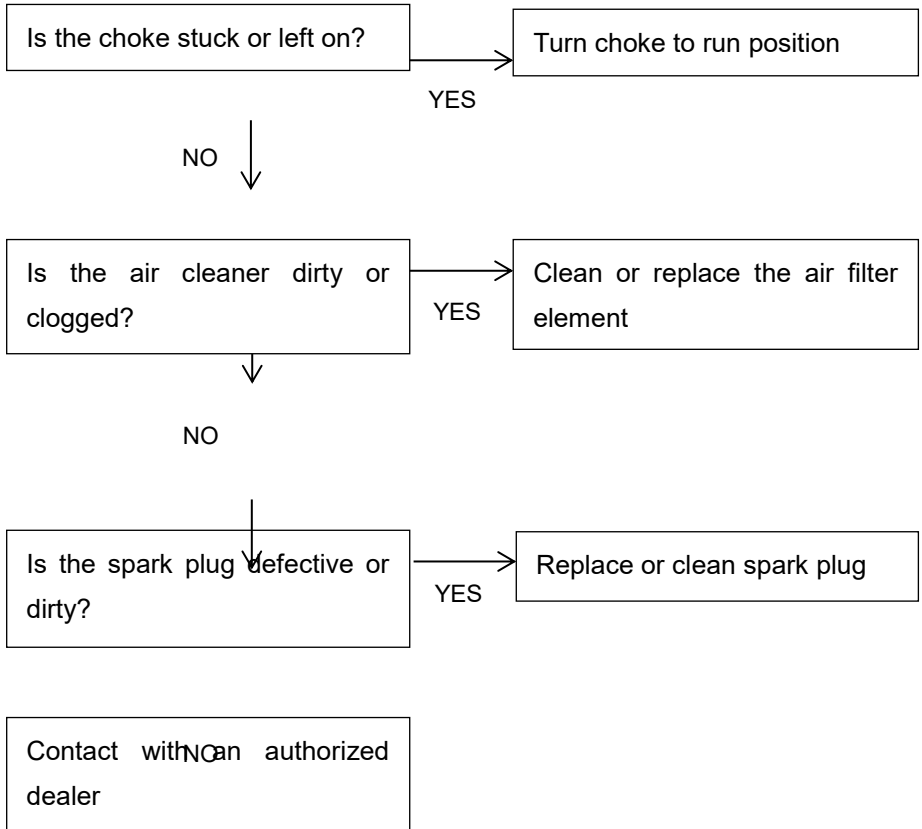 Is the choke stuck or left on?
Turn choke to run position
YES
NO
Is the air cleaner dirty or
clogged?
Clean or replace the air filter
element
YES
NO
Is the spark plug defective or
dirty?
Replace or clean spark plug
YES
Contact with an authorized
dealer
NO